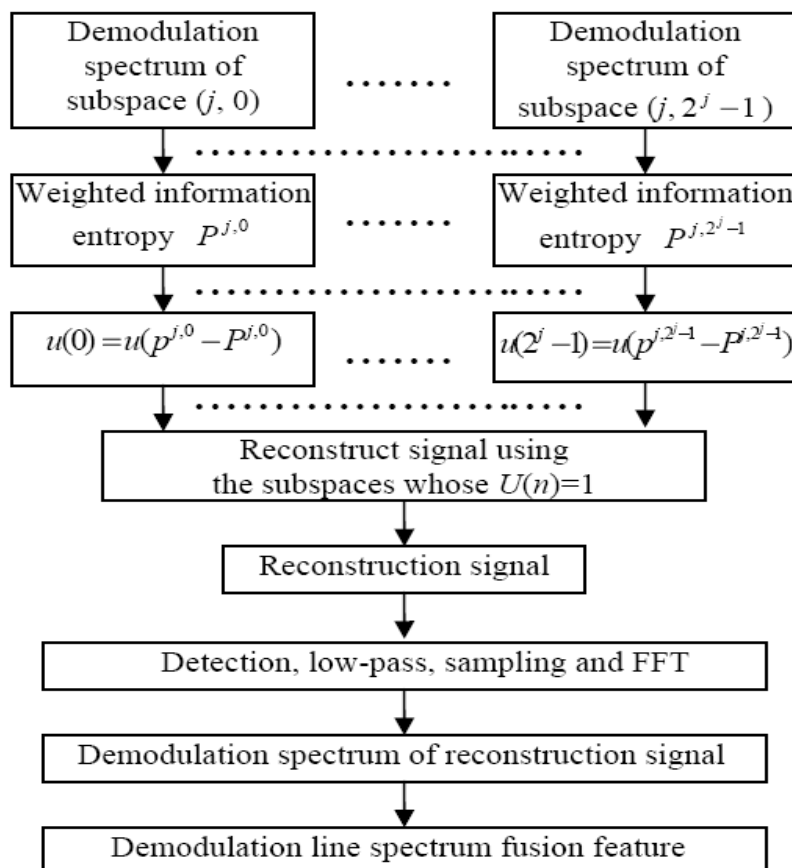 Demodulation
spectrum of
subspace (j, 0)
.......
Demodulation
spectrum of
subspace (j, 2^j −1 )
Weighted information
entropy P^{j,0}
.......
Weighted information
entropy P^{j,2^j−1}
u(0) = u(p^{j,0} − P^{j,0})
.......
u(2^j −1) = u(p^{j,2^j−1} − P^{j,2^j−1})
Reconstruct signal using
the subspaces whose U(n)=1
Reconstruction signal
Detection, low-pass, sampling and FFT
Demodulation spectrum of reconstruction signal
Demodulation line spectrum fusion feature